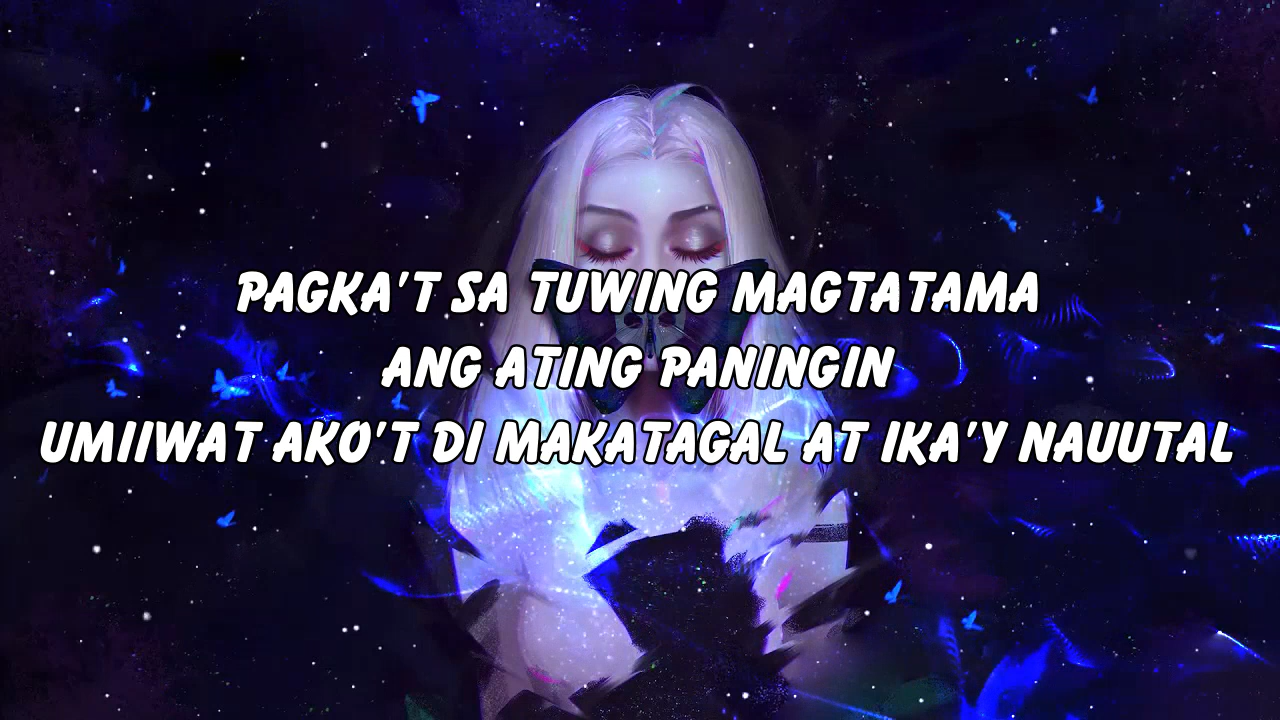 PAGKA'T SA TUWING MAGTATAMA
ANG ATING PANINGIN
UMIIWAT AKO'T DI MAKATAGAL AT IKA'Y NAUUTAL